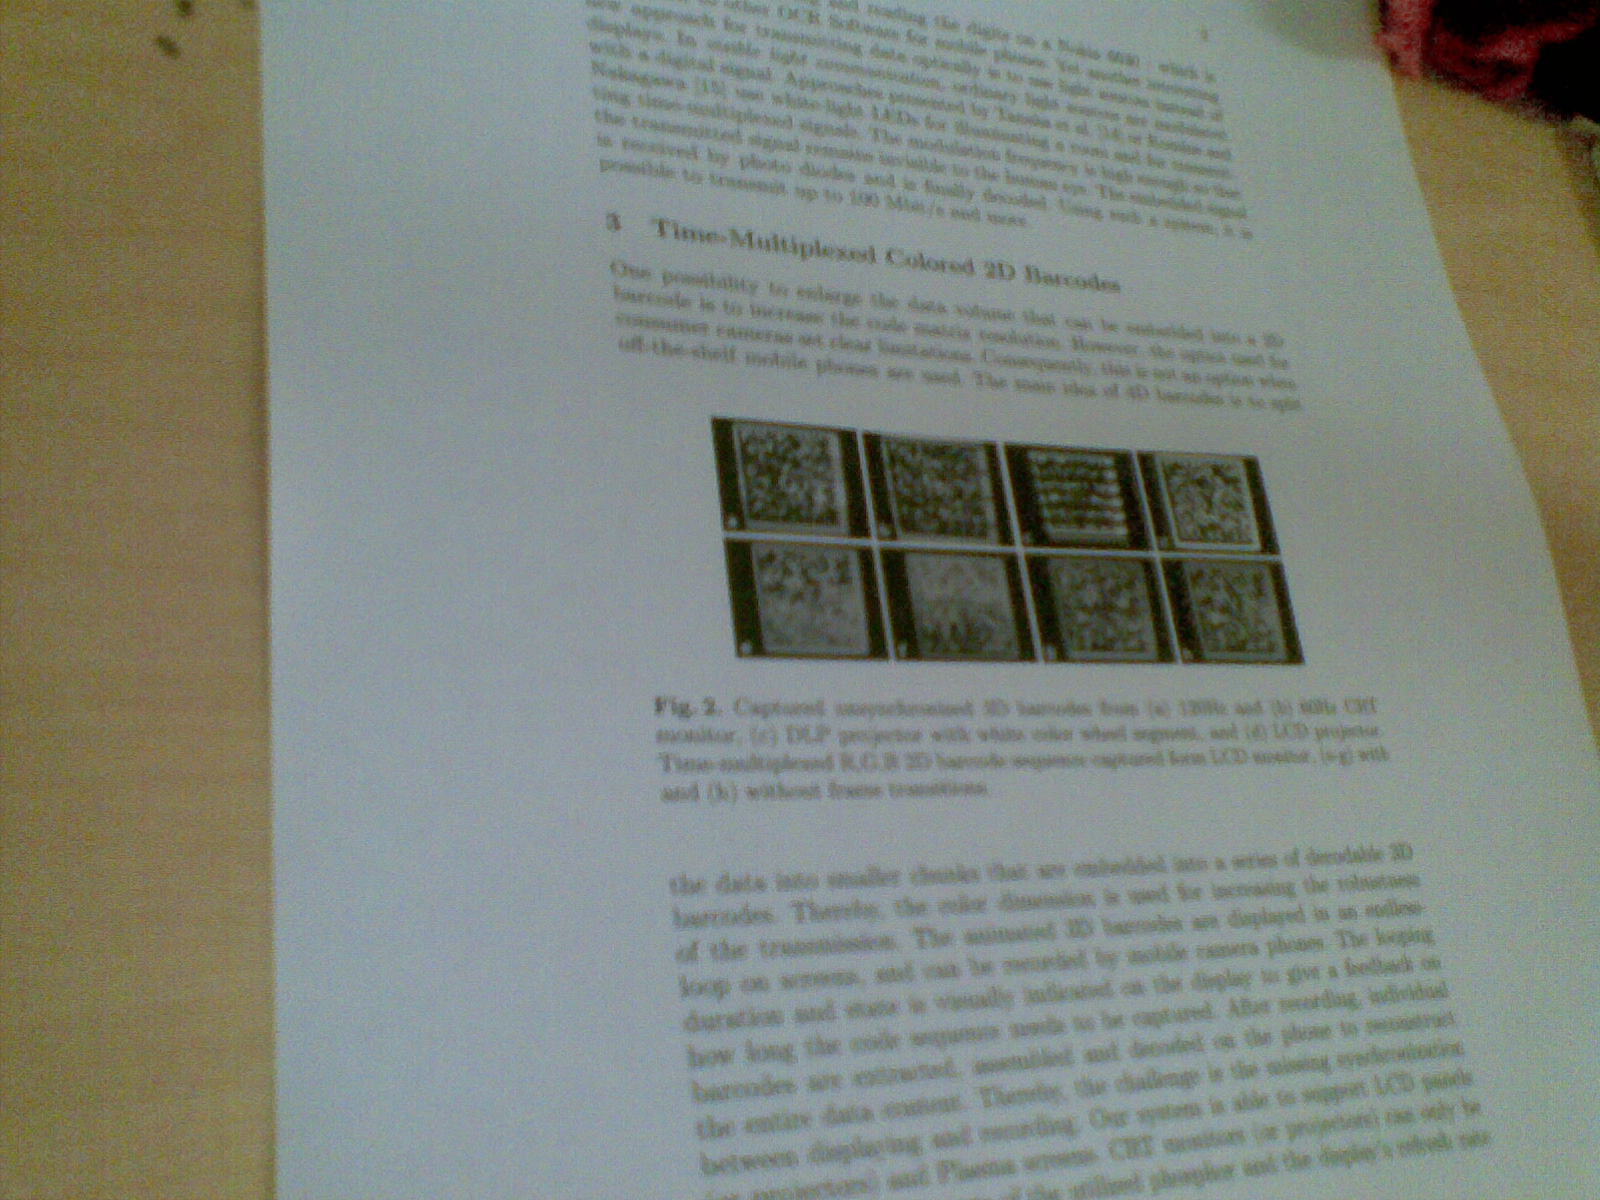 and reading the digits on a Nokia 6630 which is
to other OCR Software for mobile phones. Yet another interesting
new approach for transmitting data optically is to use light sources instead of
displays. In visible light communication, ordinary light sources are modulated
with a digital signal. Approaches presented by Tanaka et al. [14] or Komine and
Nakagawa [15] use white-light LEDs for illuminating a room and for transmit-
ting time-multiplexed signals. The modulation frequency is high enough so that
the transmitted signal remains invisible to the human eye. The embedded signal
is received by photo diodes and is finally decoded. Using such a system, it is
possible to transmit up to 100 Mbit/s and more.
3 Time-Multiplexed Colored 2D Barcodes
One possibility to enlarge the data volume that can be embedded into a 2D
barcode is to increase the code matrix resolution. However, the optics used for
consumer cameras set clear limitations. Consequently, this is not an option when
off-the-shelf mobile phones are used. The main idea of 4D barcodes is to split
Fig. 2. Captured unsynchronized 2D barcodes from (a) 120Hz and (b) 60Hz CRT
monitor, (c) DLP projector with white color wheel segment, and (d) LCD projector.
Time-multiplexed R,G,B 2D barcode sequence captured form LCD monitor, (e-g) with
and (h) without frame transitions.
the data into smaller chunks that are embedded into a series of decodable 2D
barcodes. Thereby, the color dimension is used for increasing the robustness
of the transmission. The animated 2D barcodes are displayed in an endless-
loop on screens, and can be recorded by mobile camera phones. The looping
duration and state is visually indicated on the display to give a feedback on
how long the code sequence needs to be captured. After recording, individual
barcodes are extracted, assembled and decoded on the phone to reconstruct
the entire data content. Thereby, the challenge is the missing synchronization
between displaying and recording. Our system is able to support LCD panels
(or projectors) and Plasma screens. CRT monitors (or projectors) can only be
of the utilized phosphor and the display's refresh rate